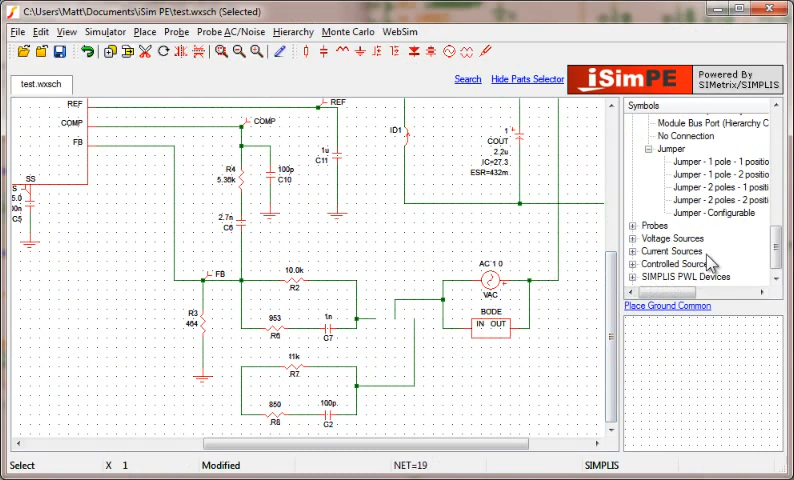 C:\Users\Matt\Documents\iSim PE\test.wxsch (Selected)
File Edit View Simulator Place Probe Probe AC/Noise Hierarchy Monte Carlo WebSim
Search Hide Parts Selector
iSimPE
Powered By
SIMetrix/SIMPLIS
test.wxsch
REF
COMP
FB
SS
5.0
C5
REF
COMP
R4
5.36k
100p
C10
1u
C11
2.7n
C6
ID1
1
COUT
2.2u
IC=27.3
ESR=432m
FB
10.0k
R2
R3
464
953
R6
1n
C7
AC 1 0
VAC
BODE
IN OUT
11k
R7
850
R8
100p
C2
Symbols
Module Bus Port (Hierarchy C
No Connection
Jumper
Jumper - 1 pole - 1 positio
Jumper - 1 pole - 2 positio
Jumper - 2 poles - 1 positi
Jumper - 2 poles - 2 positi
Jumper - Configurable
Probes
Voltage Sources
Current Sources
Controlled Source
SIMPLIS PWL Devices
Place Ground Common
Select X 1 Modified NET=19 SIMPLIS